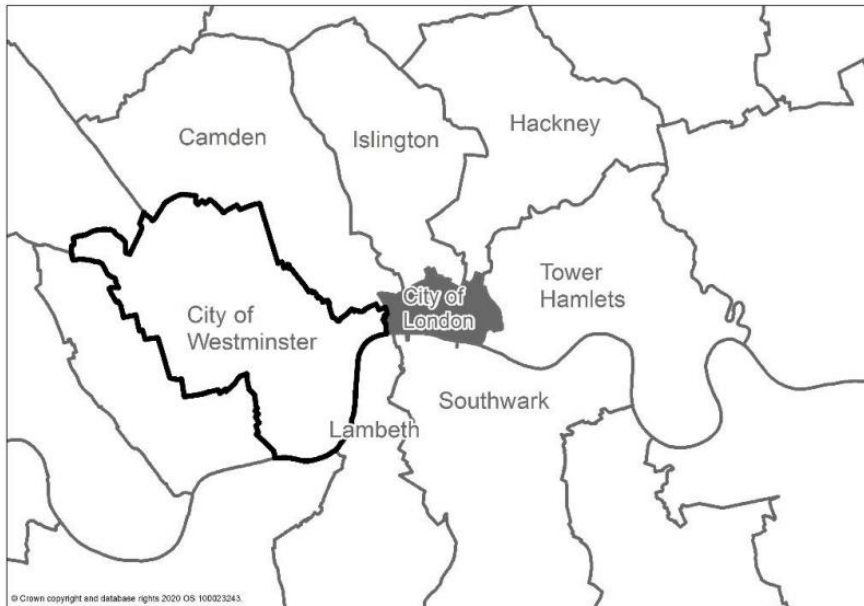 Camden
Islington
Hackney
City of
Westminster
City of
London
Tower
Hamlets
Lambeth
Southwark
© Crown copyright and database rights 2020 OS 100023243.